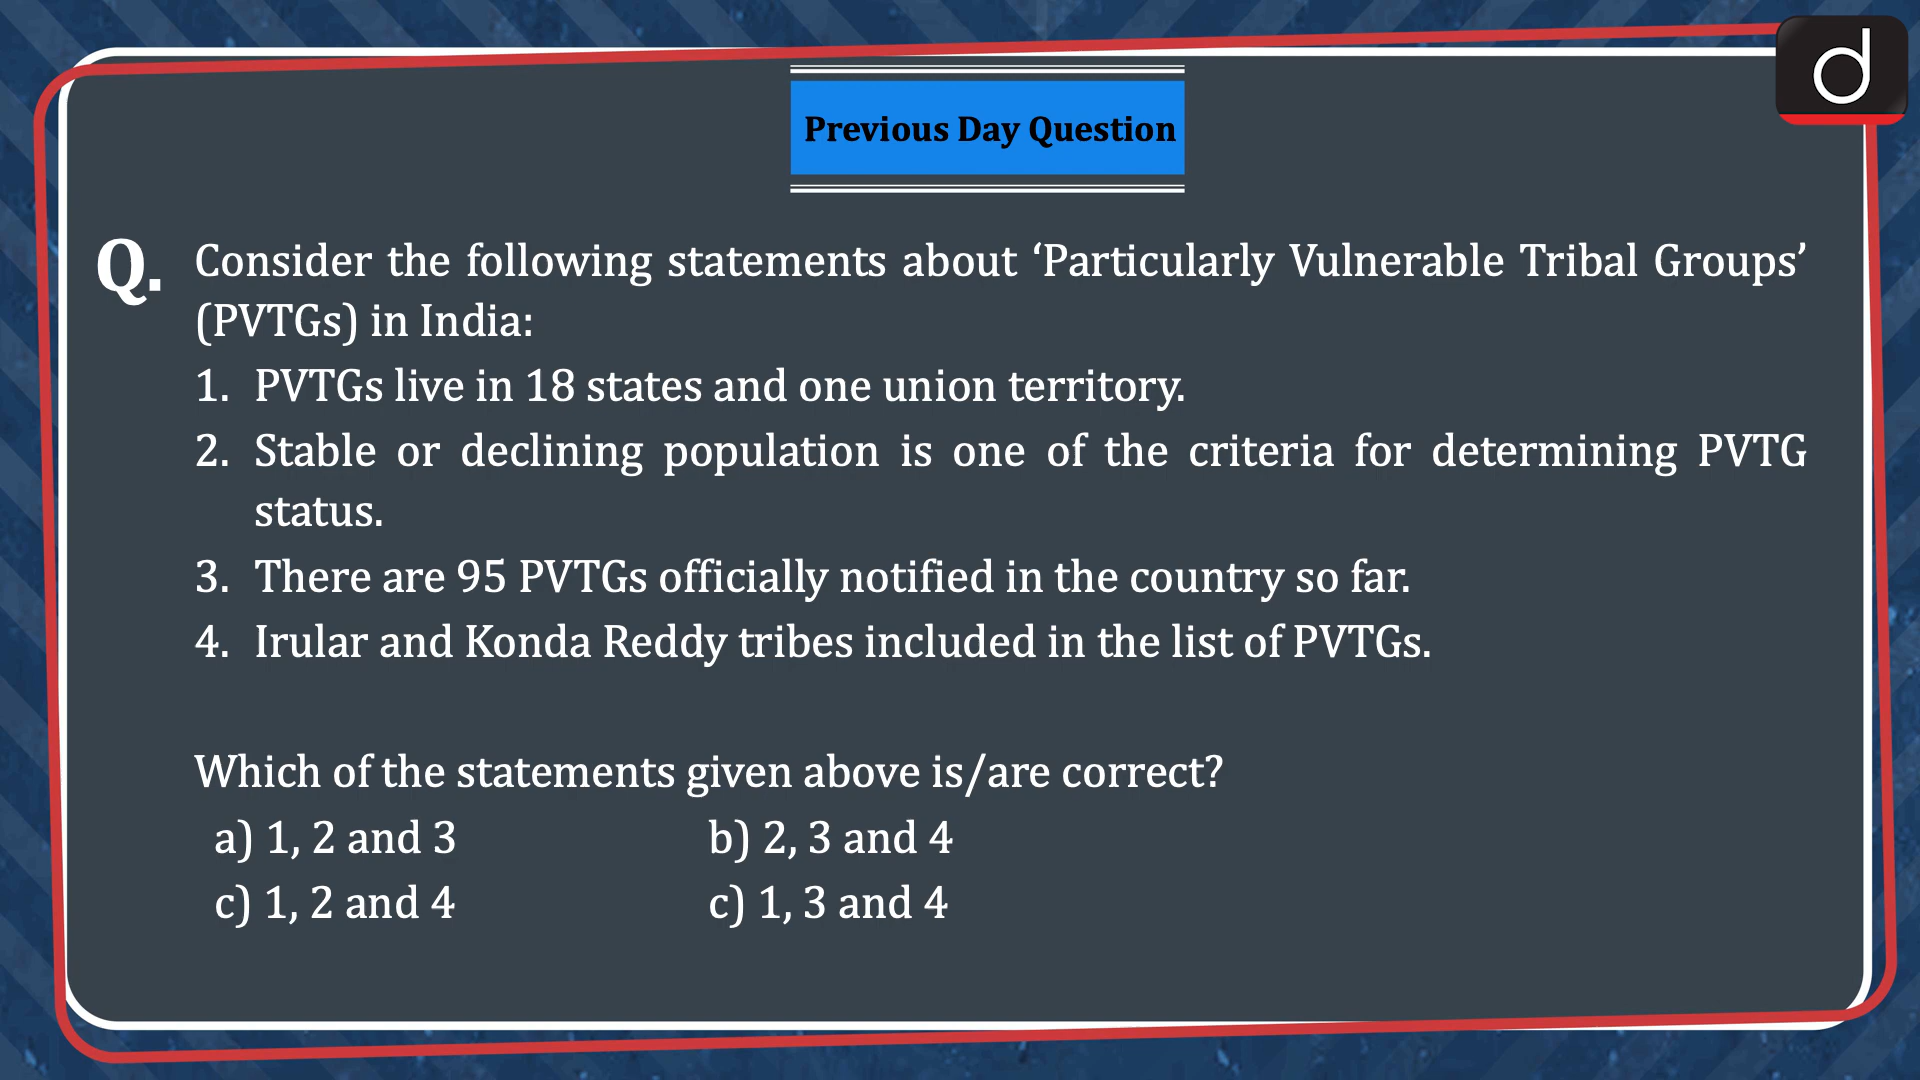 Previous Day Question
Q. Consider the following statements about ‘Particularly Vulnerable Tribal Groups’
(PVTGs) in India:
1. PVTGs live in 18 states and one union territory.
2. Stable or declining population is one of the criteria for determining PVTG
status.
3. There are 95 PVTGs officially notified in the country so far.
4. Irular and Konda Reddy tribes included in the list of PVTGs.
Which of the statements given above is/are correct?
a) 1, 2 and 3 b) 2, 3 and 4
c) 1, 2 and 4 c) 1, 3 and 4
d